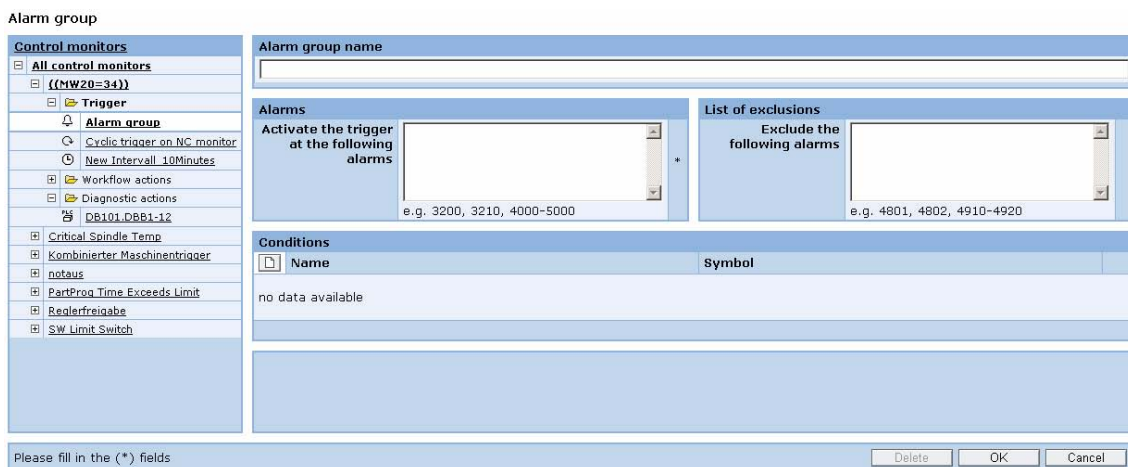 Alarm group
Control monitors
All control monitors
((MW20=34))
Trigger
Alarm group
Cyclic trigger on NC monitor
New Intervall 10Minutes
Workflow actions
Diagnostic actions
DB101.DBB1-12
Critical Spindle Temp
Kombinierter Maschinentrigger
notaus
PartProg Time Exceeds Limit
Reglerfreigabe
SW Limit Switch
Alarm group name
Alarms
Activate the trigger
at the following
alarms
*
e.g. 3200, 3210, 4000-5000
List of exclusions
Exclude the
following alarms
e.g. 4801, 4802, 4910-4920
Conditions
Name Symbol
no data available
Please fill in the (*) fields
Delete OK Cancel